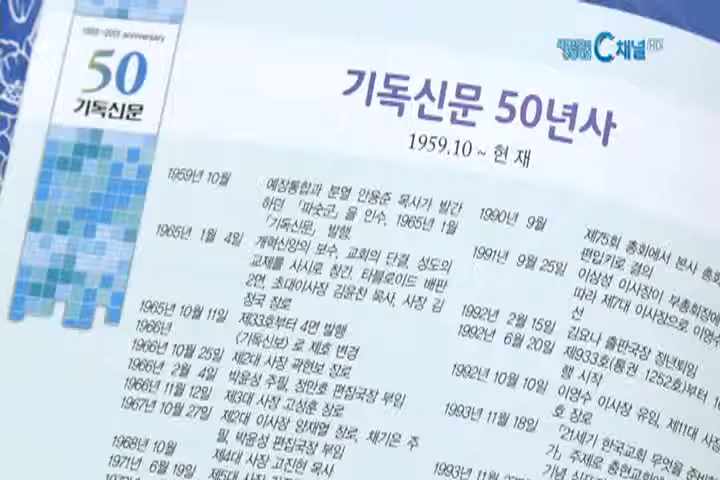 C채널 HD
1959~2009 anniversary
50
기독신문
기독신문 50년사
1959.10 ~ 현 재
1959년 10월 예장통합과 분열 안용준 목사가 발간
하던 「파숫군」을 인수, 1965년 1월
「기독신문」 발행.
1965년 1월 4일 개혁신앙의 보수, 교회의 단결, 성도의
교제를 사시로 창간, 타블로이드 배판
2면, 초대이사장 김윤찬 목사, 사장 김
정국 장로
1965년 10월 11일 제33호부터 4면 발행
1966년 〈기독신보〉로 제호 변경
1966년 10월 25일 제2대 사장 곽현보 장로
1966년 2월 4일 박윤성 주필, 정만호 편집국장 부임
1966년 11월 12일 제3대 사장 고성훈 장로
1967년 10월 27일 제2대 이사장 양재열 장로, 채기은 주
필, 박윤성 편집국장 부임
1968년 10월 제4대 사장 고진현 목사
1971년 6월 19일 제5대 사장
1990년 9월 제75회 총회에서 본사 총
편입키로 결의
1991년 9월 25일 이삼성 이사장이 부총회장에
따라 제7대 이사장으로 이영수
선
1992년 2월 15일 김요나 출판국장 정년퇴임
1992년 6월 20일 제933호(통권 1252호)부터 16
행 시작
1992년 10월 10일 이영수 이사장 유임, 제11대 사장
호 장로
1993년 11월 18일 「21세기 한국교회 무엇을 준비
가」 주제로 충현교회에
기념 심포
1993년 11월